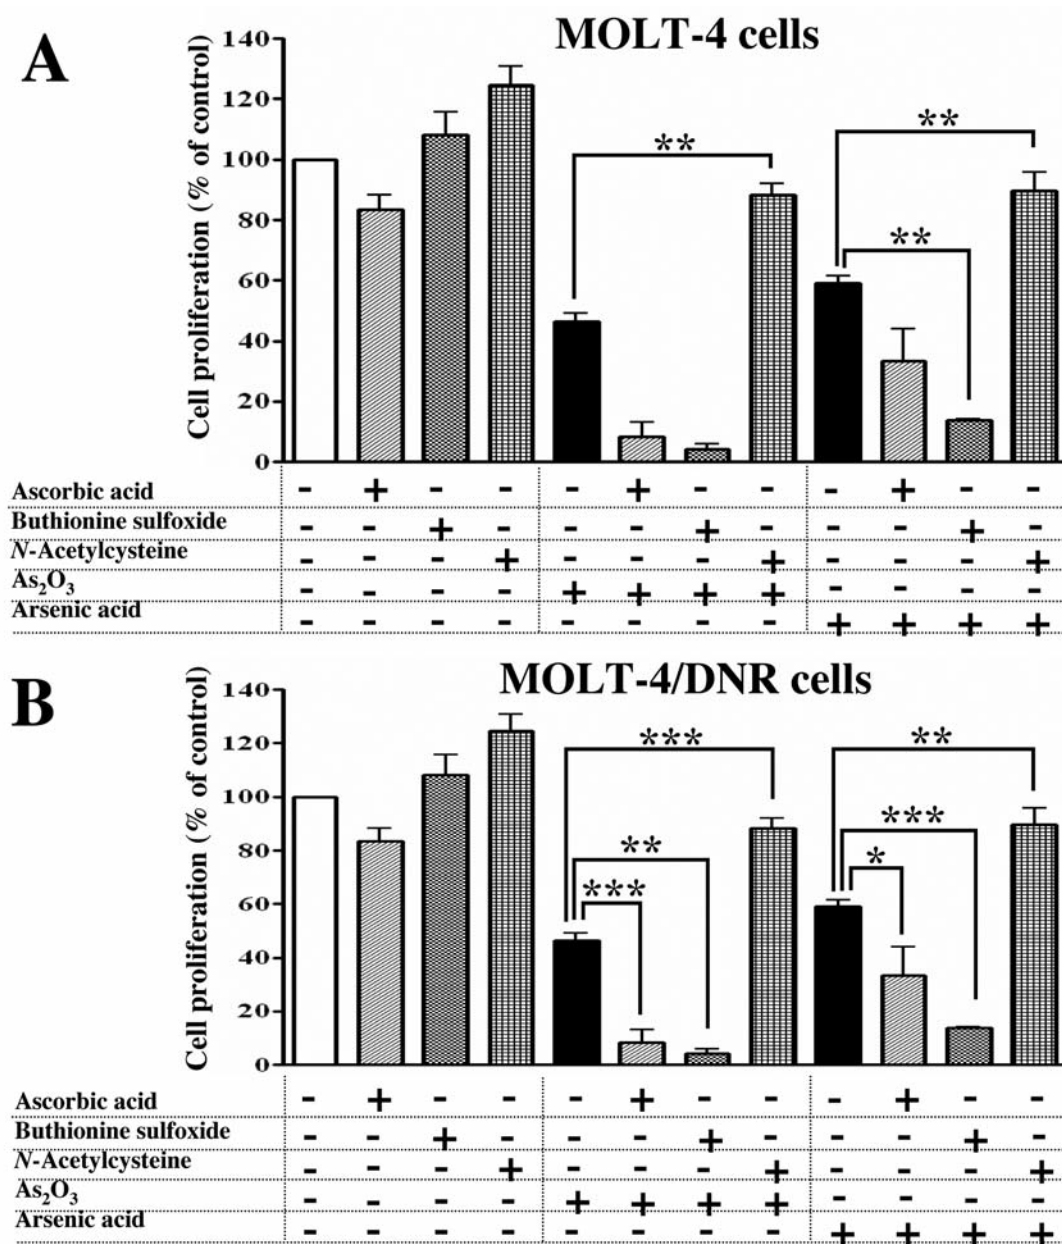 A
MOLT-4 cells
Cell proliferation (% of control)
140
120
100
80
60
40
20
0
**
**
**
Ascorbic acid - + - - - + - - - + - -
Buthionine sulfoxide - - + - - - + - - - + -
N-Acetylcysteine - - - + - - - + - - - +
As₂O₃ - - - - + + + + - - - -
Arsenic acid - - - - - - - - + + + +
B
MOLT-4/DNR cells
Cell proliferation (% of control)
140
120
100
80
60
40
20
0
***
**
**
***
***
*
Ascorbic acid - + - - - + - - - + - -
Buthionine sulfoxide - - + - - - + - - - + -
N-Acetylcysteine - - - + - - - + - - - +
As₂O₃ - - - - + + + + - - - -
Arsenic acid - - - - - - - - + + + +